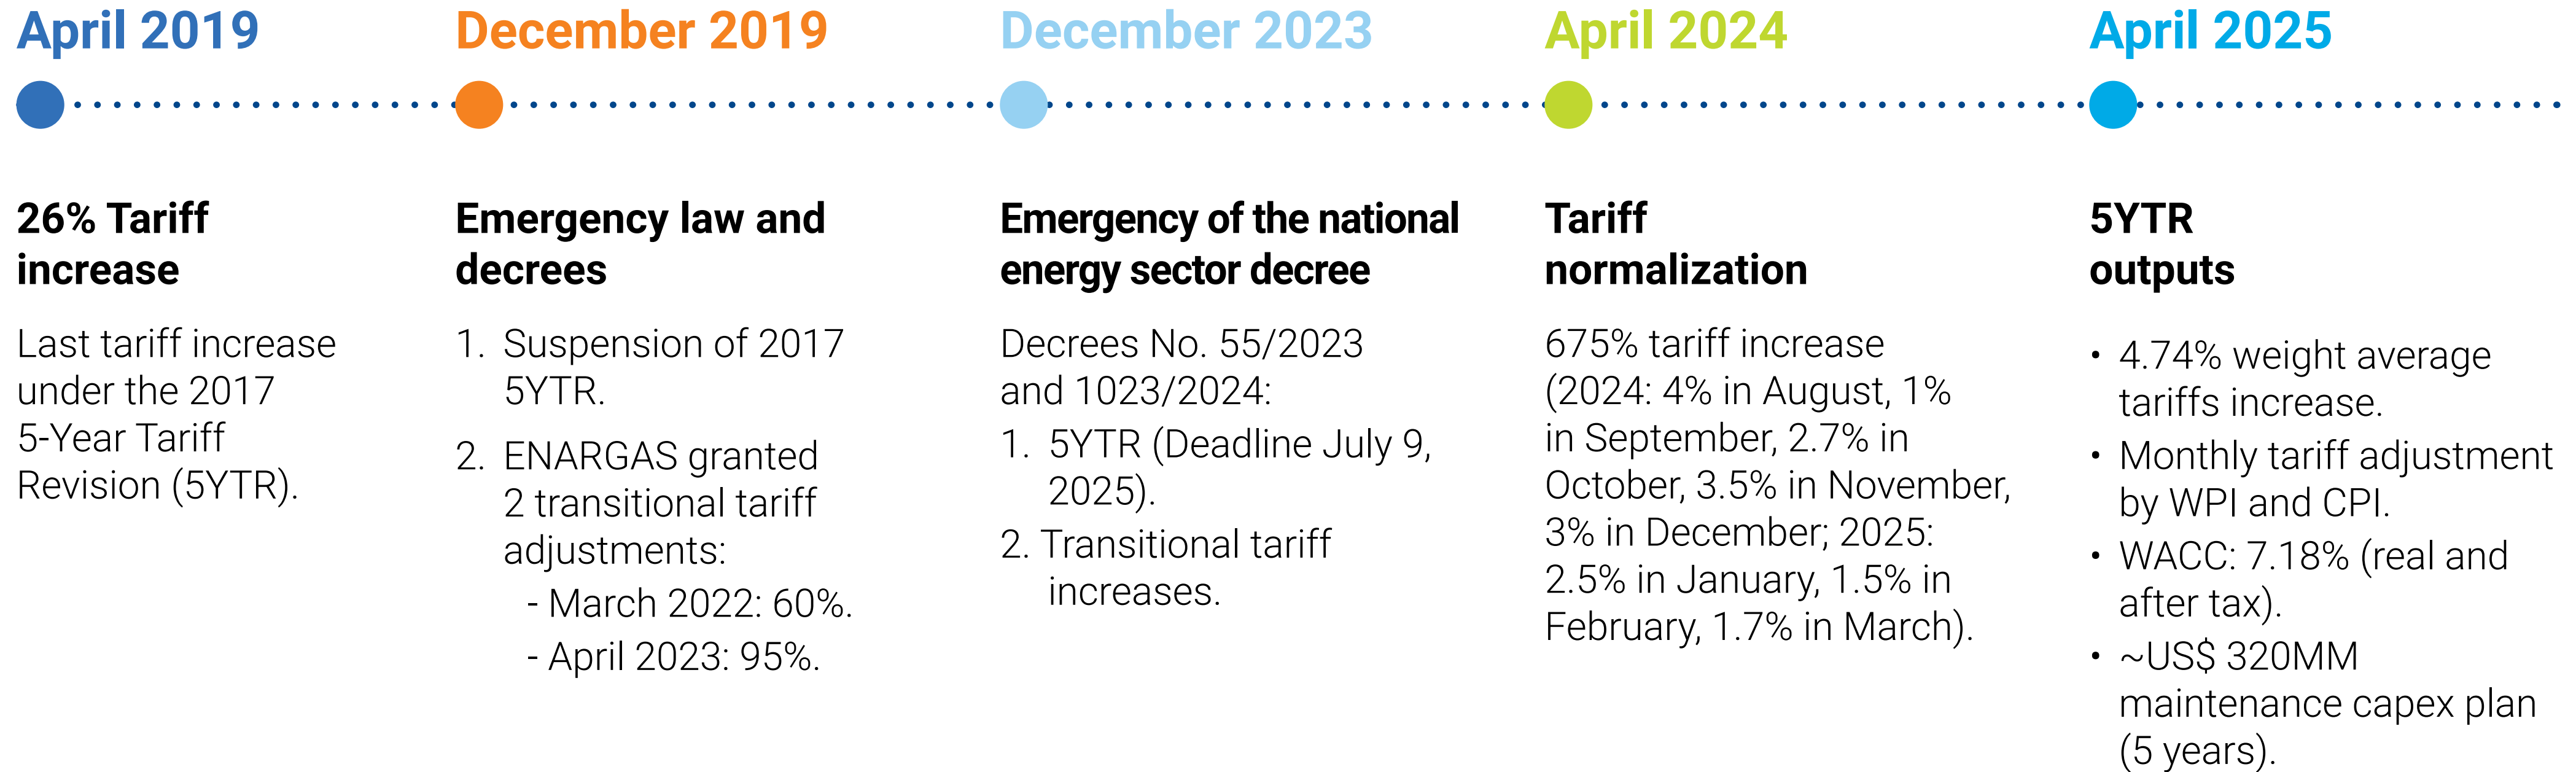 April 2019
26% Tariff
increase
Last tariff increase
under the 2017
5-Year Tariff
Revision (5YTR).
December 2019
Emergency law and
decrees
1. Suspension of 2017
5YTR.
2. ENARGAS granted
2 transitional tariff
adjustments:
- March 2022: 60%.
- April 2023: 95%.
December 2023
Emergency of the national
energy sector decree
Decrees No. 55/2023
and 1023/2024:
1. 5YTR (Deadline July 9,
2025).
2. Transitional tariff
increases.
April 2024
Tariff
normalization
675% tariff increase
(2024: 4% in August, 1%
in September, 2.7% in
October, 3.5% in November,
3% in December; 2025:
2.5% in January, 1.5% in
February, 1.7% in March).
April 2025
5YTR
outputs
• 4.74% weight average
tariffs increase.
• Monthly tariff adjustment
by WPI and CPI.
• WACC: 7.18% (real and
after tax).
• ~US$ 320MM
maintenance capex plan
(5 years).